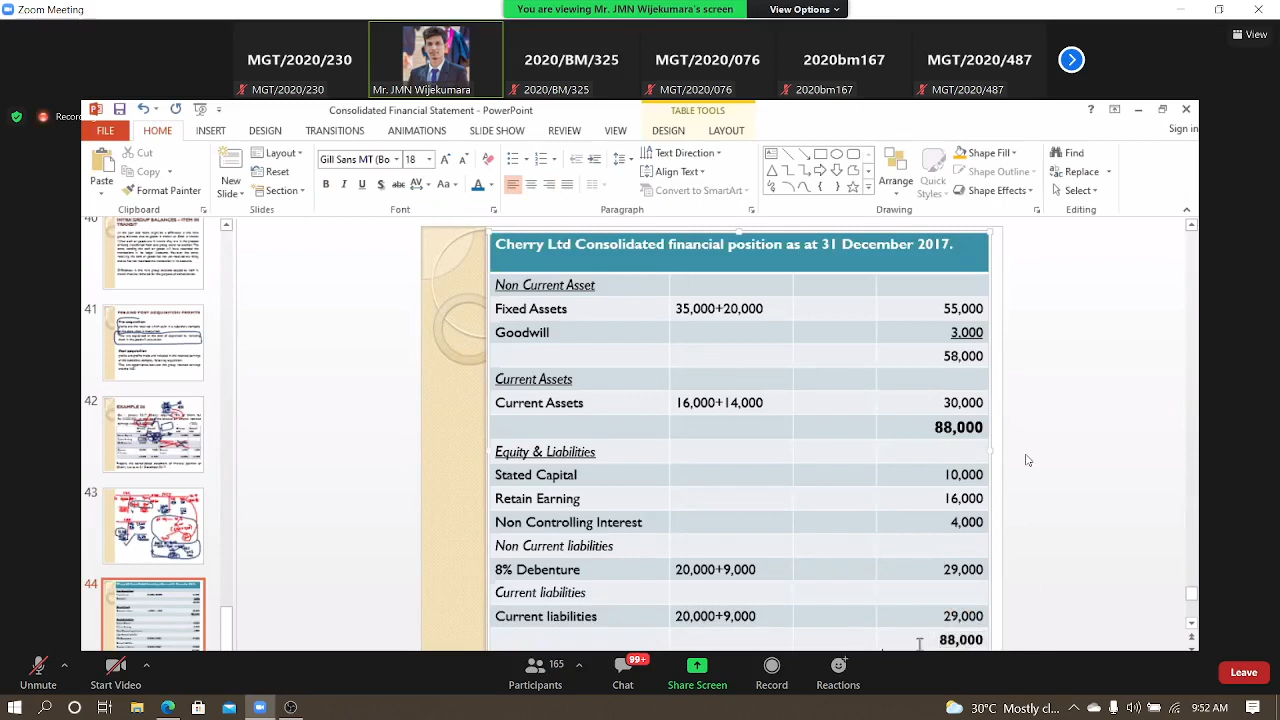 Zoom Meeting
You are viewing Mr. JMN Wijekumara's screen
View Options
View
MGT/2020/230
2020/BM/325
MGT/2020/076
2020bm167
MGT/2020/487
MGT/2020/230
Mr. JMN Wijekumara
2020/BM/325
MGT/2020/076
2020bm167
MGT/2020/487
Recor
Consolidated Financial Statement - PowerPoint
TABLE TOOLS
Sign in
FILE
HOME
INSERT
DESIGN
TRANSITIONS
ANIMATIONS
SLIDE SHOW
REVIEW
VIEW
DESIGN
LAYOUT
Paste
Cut
Copy
Format Painter
Clipboard
New
Slide
Layout
Reset
Section
Slides
Gill Sans MT (Bo
18
Font
Text Direction
Align Text
Convert to SmartArt
Paragraph
Arrange
Quick
Styles
Shape Fill
Shape Outline
Shape Effects
Drawing
Find
Replace
Select
Editing
40
INTRA GROUP BALANCES – ITEM IN
TRANSIT
41
42
43
44
Cherry Ltd Consolidated financial position as at 31 December 2017.
Non Current Asset
Fixed Assets 35,000+20,000 55,000
Goodwill 3.000
58,000
Current Assets
Current Assets 16,000+14,000 30,000
88,000
Equity & Liabilities
Stated Capital 10,000
Retain Earning 16,000
Non Controlling Interest 4,000
Non Current liabilities
8% Debenture 20,000+9,000 29,000
Current liabilities
Current liabilities 20,000+9,000 29,000
88,000
Unmute
Start Video
165
Participants
99+
Chat
Share Screen
Record
Reactions
Leave
30°C Mostly cl...
ENG
9:52 AM